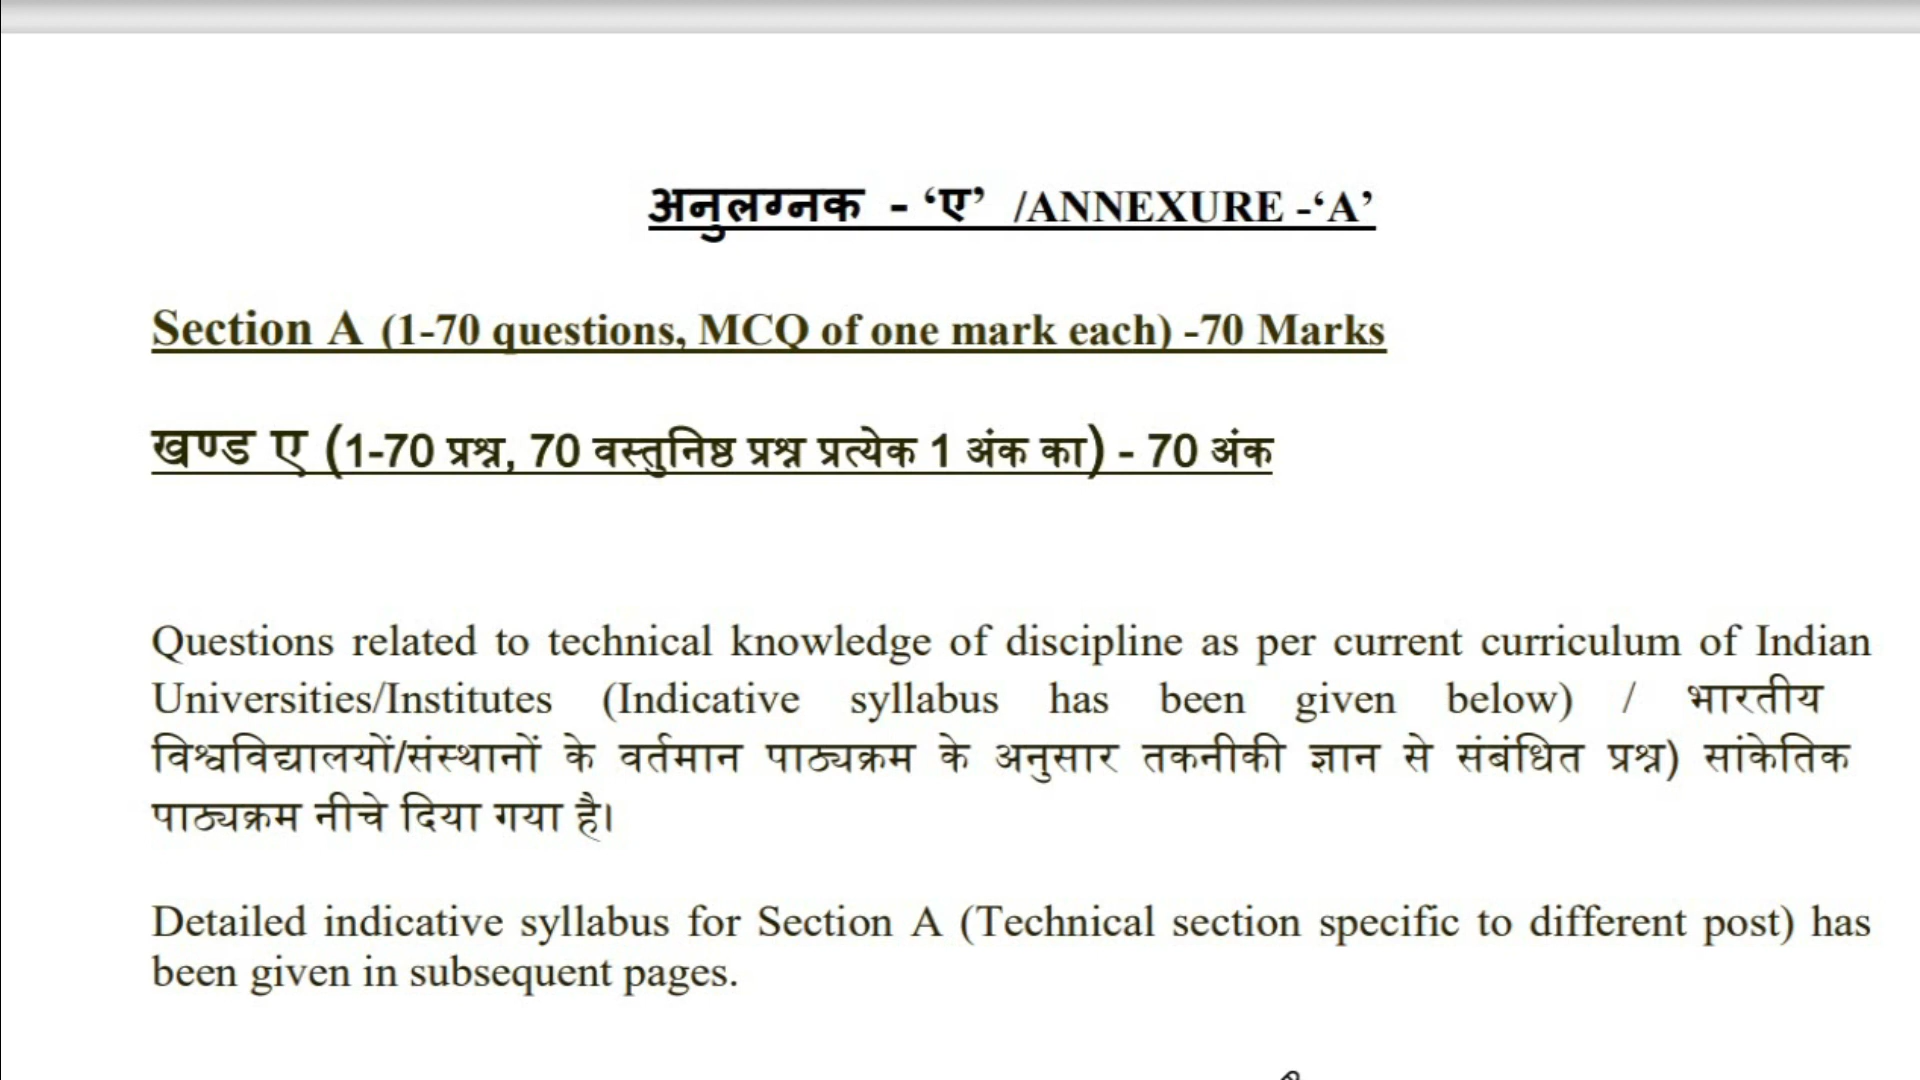 अनुलग्नक - ‘ए’ /ANNEXURE -‘A’
Section A (1-70 questions, MCQ of one mark each) -70 Marks
खण्ड ए (1-70 प्रश्न, 70 वस्तुनिष्ठ प्रश्न प्रत्येक 1 अंक का) - 70 अंक
Questions related to technical knowledge of discipline as per current curriculum of Indian
Universities/Institutes (Indicative syllabus has been given below) / भारतीय
विश्वविद्यालयों/संस्थानों के वर्तमान पाठ्यक्रम के अनुसार तकनीकी ज्ञान से संबंधित प्रश्न) सांकेतिक
पाठ्यक्रम नीचे दिया गया है।
Detailed indicative syllabus for Section A (Technical section specific to different post) has
been given in subsequent pages.